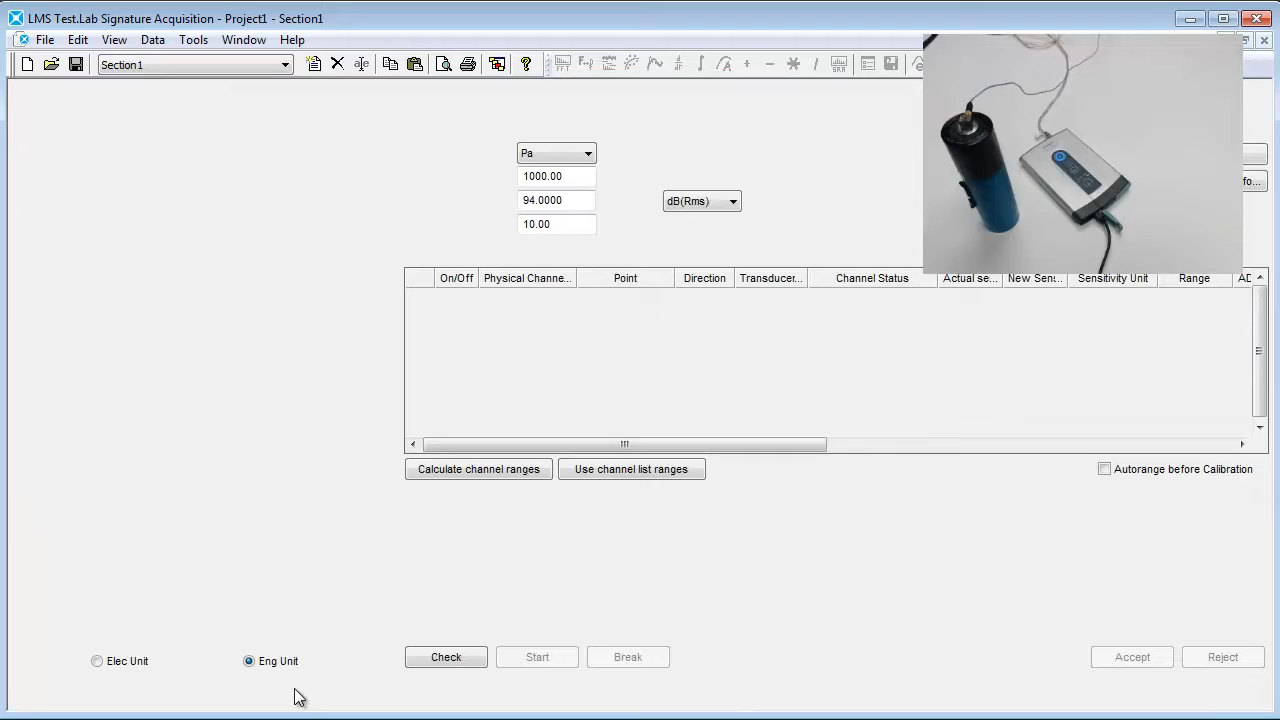 LMS Test.Lab Signature Acquisition - Project1 - Section1
File Edit View Data Tools Window Help
Section1
Pa
1000.00
94.0000
dB(Rms)
10.00
fo...
On/Off Physical Channe... Point Direction Transducer... Channel Status Actual se... New Sens... Sensitivity Unit Range AD
Calculate channel ranges Use channel list ranges Autorange before Calibration
Elec Unit Eng Unit Check Start Break Accept Reject